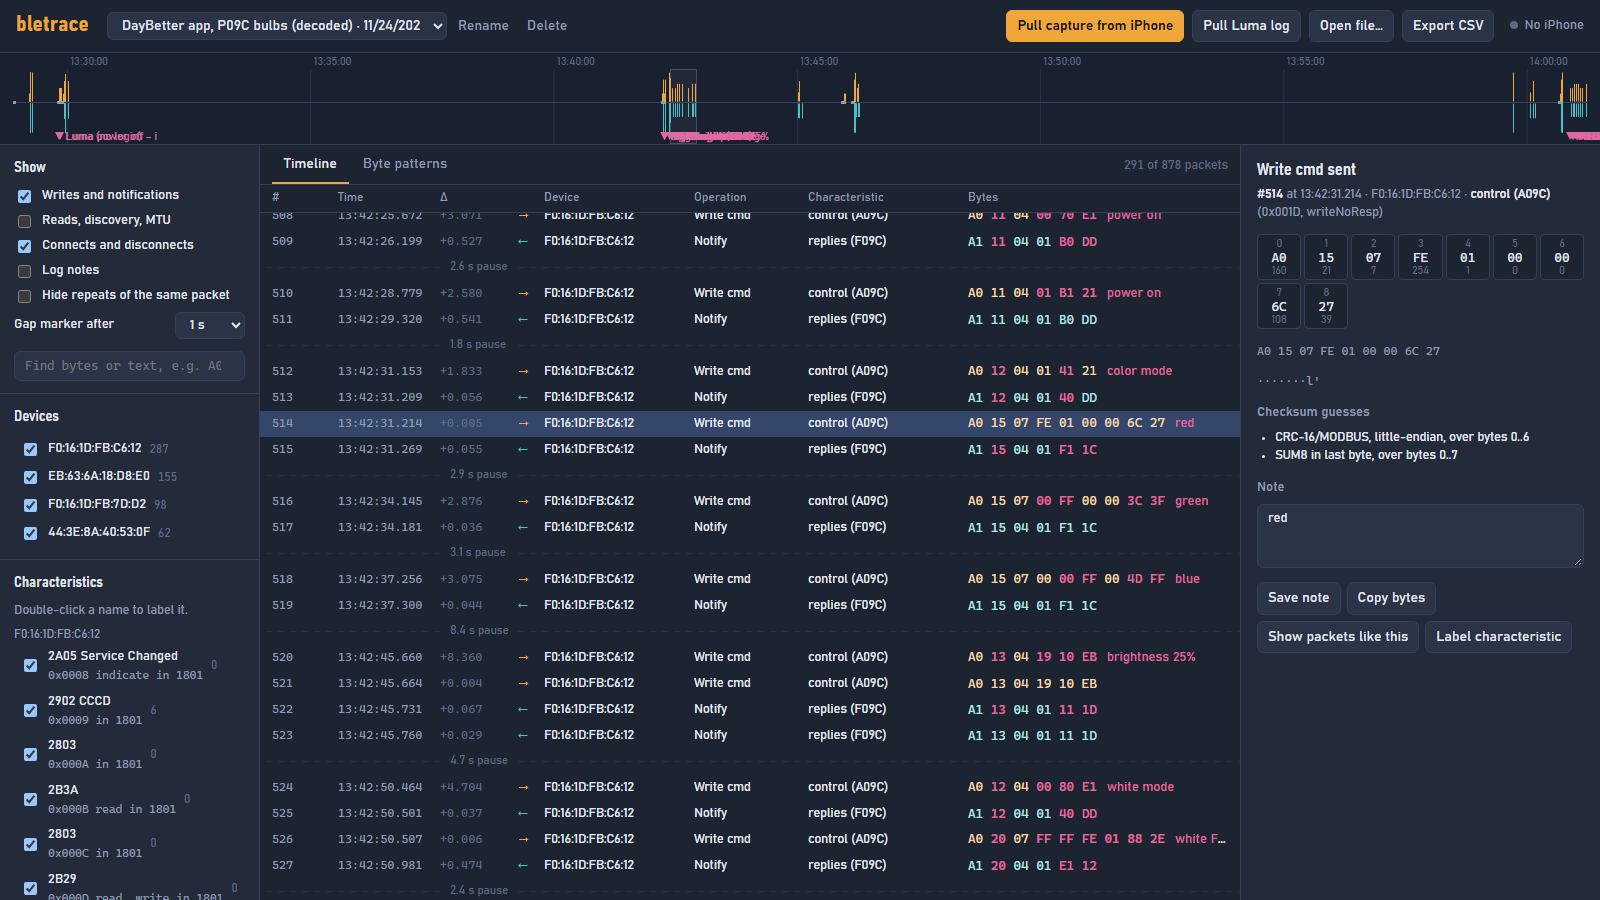 bletrace
DayBetter app, P09C bulbs (decoded) · 11/24/202
Rename
Delete
Pull capture from iPhone
Pull Luma log
Open file…
Export CSV
No iPhone
13:30:00
13:35:00
13:40:00
13:45:00
13:50:00
13:55:00
14:00:00
Show
Writes and notifications
Reads, discovery, MTU
Connects and disconnects
Log notes
Hide repeats of the same packet
Gap marker after
1 s
Find bytes or text, e.g. A0
Devices
F0:16:1D:FB:C6:12 287
EB:63:6A:18:D8:E0 155
F0:16:1D:FB:7D:D2 98
44:3E:8A:40:53:0F 62
Characteristics
Double-click a name to label it.
F0:16:1D:FB:C6:12
2A05 Service Changed 0
0x0008 indicate in 1801
2902 CCCD 6
0x0009 in 1801
2803 0
0x000A in 1801
2B3A 0
0x000B read in 1801
2803 0
0x000C in 1801
2B29 0
0x000D read, write in 1801
Timeline
Byte patterns
291 of 878 packets
# Time Δ Device Operation Characteristic Bytes
508 13:42:25.672 +3.071 → F0:16:1D:FB:C6:12 Write cmd control (A09C) A0 11 04 00 70 E1 power off
509 13:42:26.199 +0.527 ← F0:16:1D:FB:C6:12 Notify replies (F09C) A1 11 04 01 B0 DD
2.6 s pause
510 13:42:28.779 +2.580 → F0:16:1D:FB:C6:12 Write cmd control (A09C) A0 11 04 01 B1 21 power on
511 13:42:29.320 +0.541 ← F0:16:1D:FB:C6:12 Notify replies (F09C) A1 11 04 01 B0 DD
1.8 s pause
512 13:42:31.153 +1.833 → F0:16:1D:FB:C6:12 Write cmd control (A09C) A0 12 04 01 41 21 color mode
513 13:42:31.209 +0.056 ← F0:16:1D:FB:C6:12 Notify replies (F09C) A1 12 04 01 40 DD
514 13:42:31.214 +0.005 → F0:16:1D:FB:C6:12 Write cmd control (A09C) A0 15 07 FE 01 00 00 6C 27 red
515 13:42:31.269 +0.055 ← F0:16:1D:FB:C6:12 Notify replies (F09C) A1 15 04 01 F1 1C
2.9 s pause
516 13:42:34.145 +2.876 → F0:16:1D:FB:C6:12 Write cmd control (A09C) A0 15 07 00 FF 00 00 3C 3F green
517 13:42:34.181 +0.036 ← F0:16:1D:FB:C6:12 Notify replies (F09C) A1 15 04 01 F1 1C
3.1 s pause
518 13:42:37.256 +3.075 → F0:16:1D:FB:C6:12 Write cmd control (A09C) A0 15 07 00 00 FF 00 4D FF blue
519 13:42:37.300 +0.044 ← F0:16:1D:FB:C6:12 Notify replies (F09C) A1 15 04 01 F1 1C
8.4 s pause
520 13:42:45.660 +8.360 → F0:16:1D:FB:C6:12 Write cmd control (A09C) A0 13 04 19 10 EB brightness 25%
521 13:42:45.664 +0.004 → F0:16:1D:FB:C6:12 Write cmd control (A09C) A0 13 04 19 10 EB
522 13:42:45.731 +0.067 ← F0:16:1D:FB:C6:12 Notify replies (F09C) A1 13 04 01 11 1D
523 13:42:45.760 +0.029 ← F0:16:1D:FB:C6:12 Notify replies (F09C) A1 13 04 01 11 1D
4.7 s pause
524 13:42:50.464 +4.704 → F0:16:1D:FB:C6:12 Write cmd control (A09C) A0 12 04 00 80 E1 white mode
525 13:42:50.501 +0.037 ← F0:16:1D:FB:C6:12 Notify replies (F09C) A1 12 04 01 40 DD
526 13:42:50.507 +0.006 → F0:16:1D:FB:C6:12 Write cmd control (A09C) A0 20 07 FF FF FE 01 88 2E white F…
527 13:42:50.981 +0.474 ← F0:16:1D:FB:C6:12 Notify replies (F09C) A1 20 04 01 E1 12
2.4 s pause
Write cmd sent
#514 at 13:42:31.214 · F0:16:1D:FB:C6:12 · control (A09C)
(0x001D, writeNoResp)
0 1 2 3 4 5 6
A0 15 07 FE 01 00 00
160 21 7 254 1 0 0
7 8
6C 27
108 39
A0 15 07 FE 01 00 00 6C 27
·······l'
Checksum guesses
• CRC-16/MODBUS, little-endian, over bytes 0..6
• SUM8 in last byte, over bytes 0..7
Note
red
Save note
Copy bytes
Show packets like this
Label characteristic